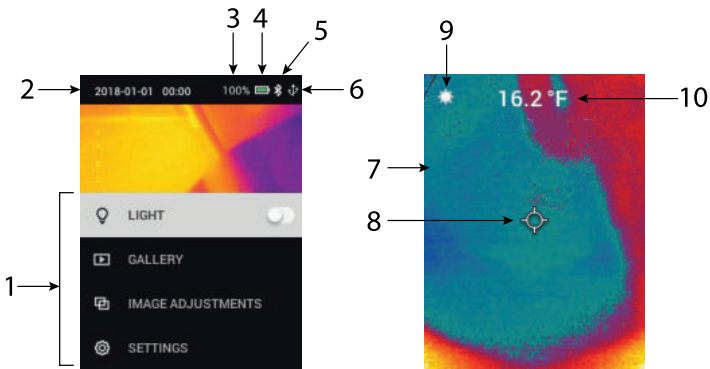 3
4
5
2
2018-01-01 00:00
100%
6
1
LIGHT
GALLERY
IMAGE ADJUSTMENTS
SETTINGS
9
16.2 °F
10
7
8